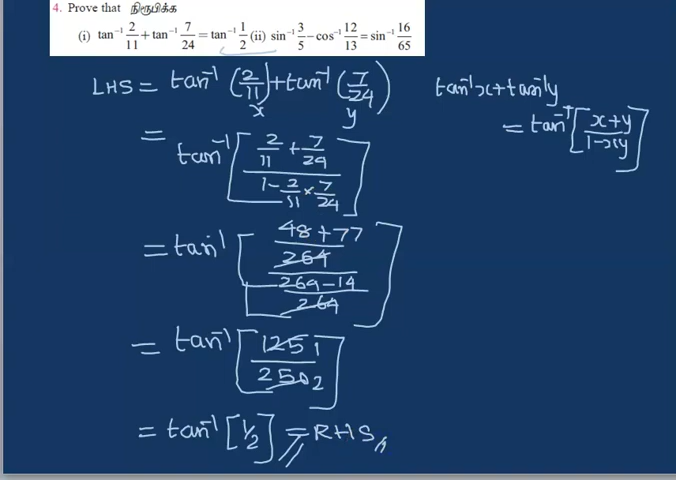 4. Prove that நிரூபிக்க
(i) tan⁻¹ 2/11 + tan⁻¹ 7/24 = tan⁻¹ 1/2 (ii) sin⁻¹ 3/5 − cos⁻¹ 12/13 = sin⁻¹ 16/65
LHS = tan⁻¹ (2/11) + tan⁻¹ (7/24)
x y
tan⁻¹x + tan⁻¹y
= tan⁻¹ [x+y / 1−xy]
= tan⁻¹ [2/11 + 7/24 / 1 − 2/11 × 7/24]
= tan⁻¹ [48+77 / 264 / 264−14 / 264]
= tan⁻¹ [125 1 / 250 2]
= tan⁻¹ [1/2] = RHS //